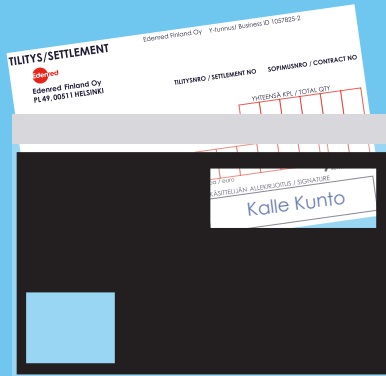 Edenred Finland Oy Y-tunnus/ Business ID 1057825-2
TILITYS/SETTLEMENT
Edenred
Edenred Finland Oy
PL 49, 00511 HELSINKI
TILITYSNRO / SETTLEMENT NO SOPIMUSNRO / CONTRACT NO
YHTEENSÄ KPL / TOTAL QTY
/ euro
KÄSITTELIJÄN ALLEKIRJOITUS / SIGNATURE
Kalle Kunto